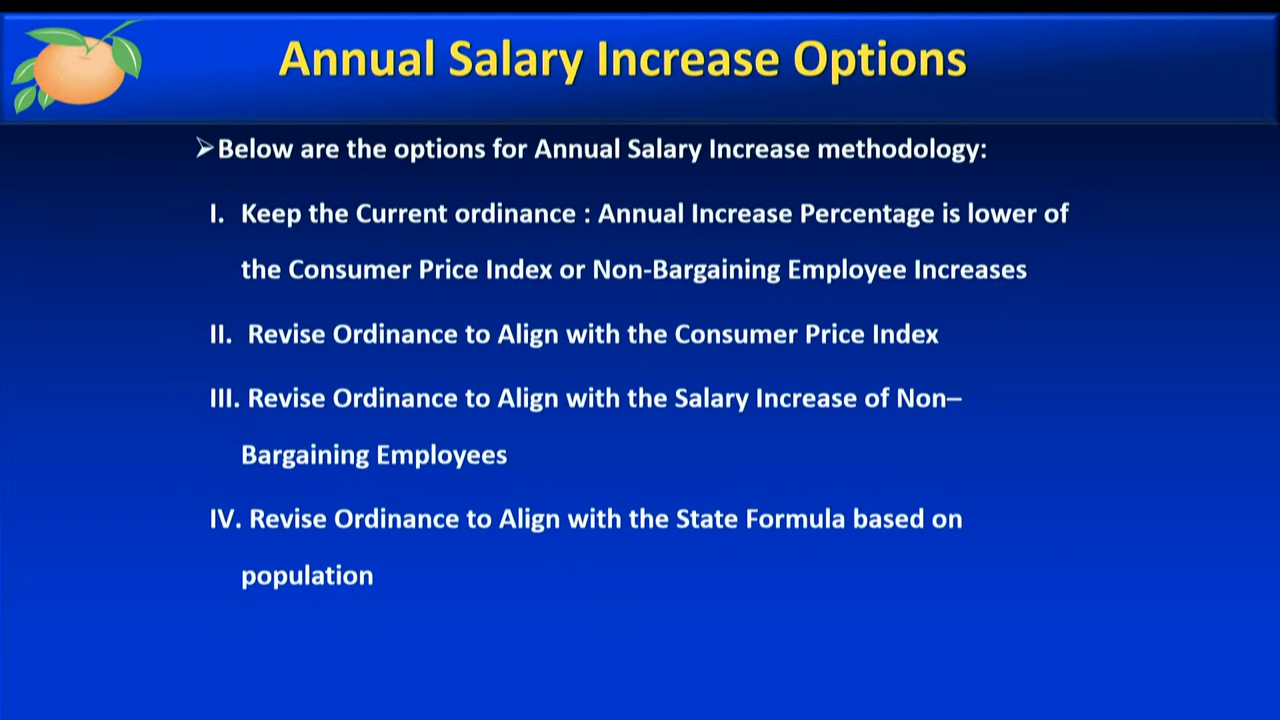 Annual Salary Increase Options
➢Below are the options for Annual Salary Increase methodology:
I. Keep the Current ordinance : Annual Increase Percentage is lower of
the Consumer Price Index or Non-Bargaining Employee Increases
II. Revise Ordinance to Align with the Consumer Price Index
III. Revise Ordinance to Align with the Salary Increase of Non–
Bargaining Employees
IV. Revise Ordinance to Align with the State Formula based on
population